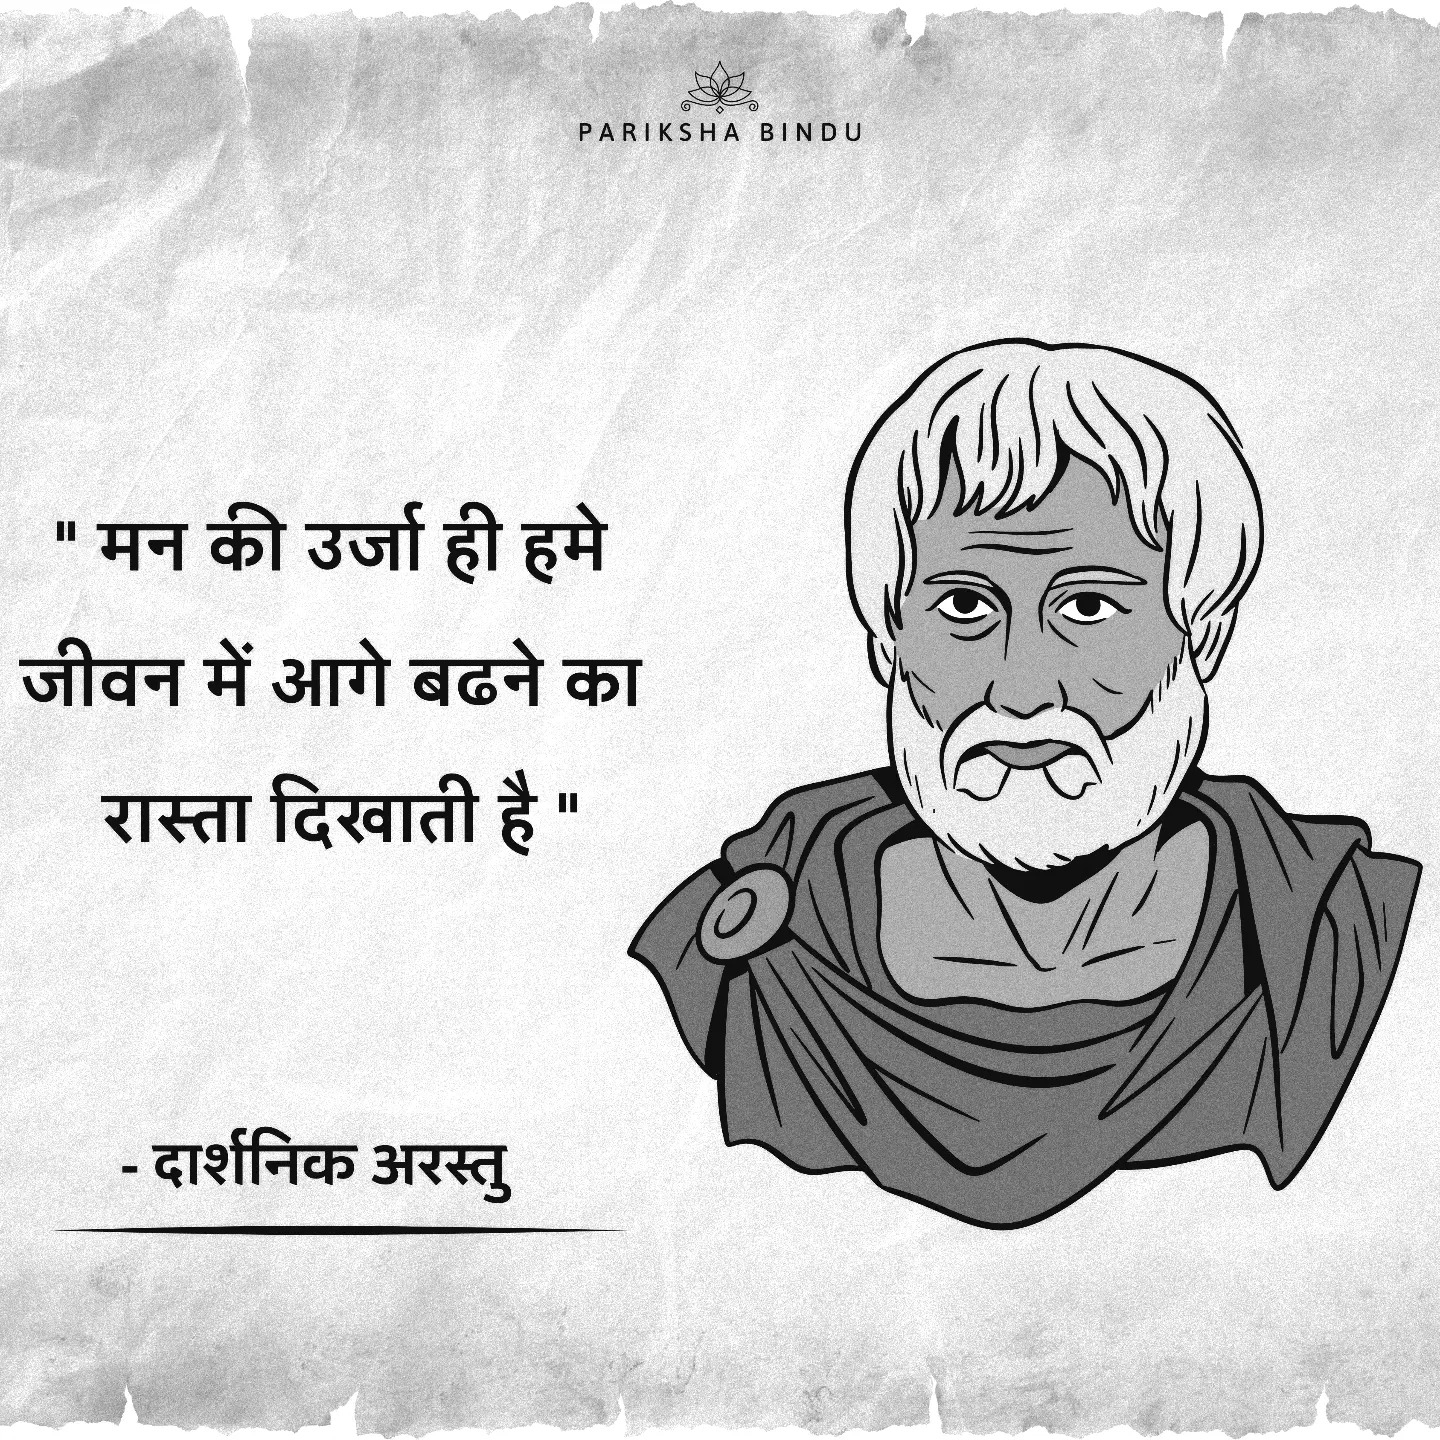 PARIKSHA BINDU
" मन की उर्जा ही हमे
जीवन में आगे बढने का
रास्ता दिखाती है "
- दार्शनिक अरस्तु